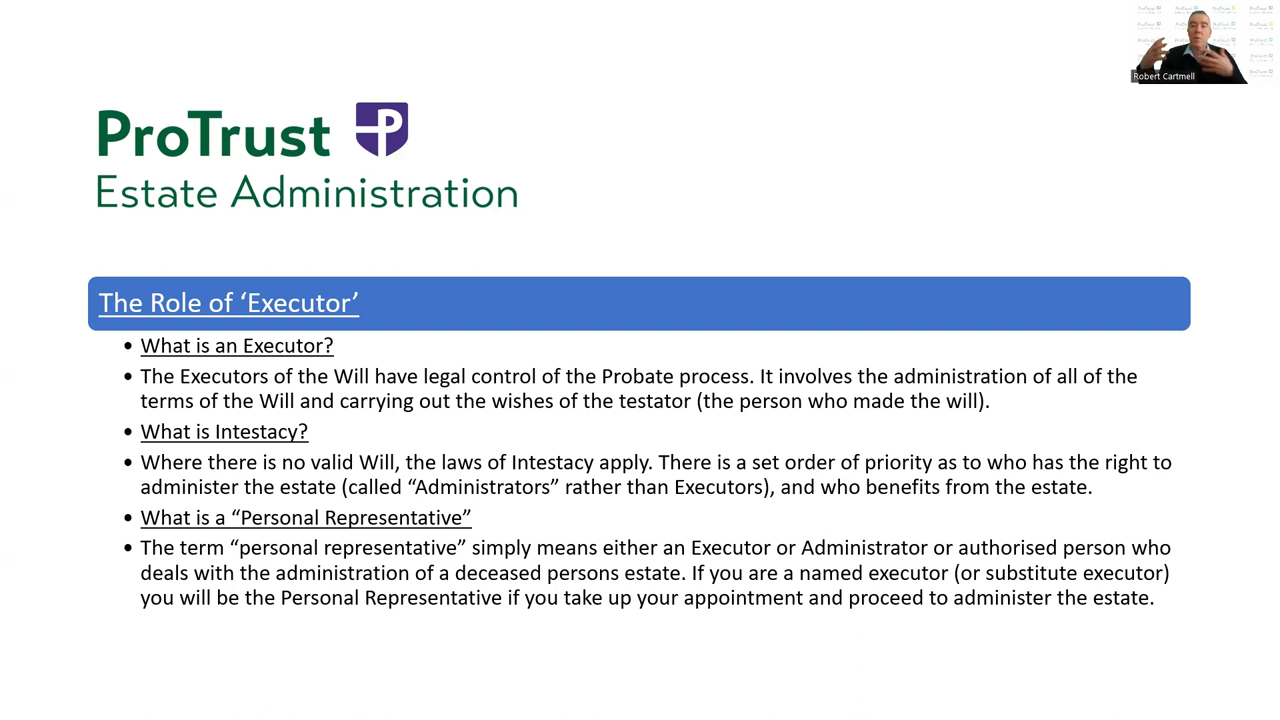 Robert Cartmell
ProTrust
Estate Administration
The Role of ‘Executor’
• What is an Executor?
• The Executors of the Will have legal control of the Probate process. It involves the administration of all of the
terms of the Will and carrying out the wishes of the testator (the person who made the will).
• What is Intestacy?
• Where there is no valid Will, the laws of Intestacy apply. There is a set order of priority as to who has the right to
administer the estate (called “Administrators” rather than Executors), and who benefits from the estate.
• What is a “Personal Representative”
• The term “personal representative” simply means either an Executor or Administrator or authorised person who
deals with the administration of a deceased persons estate. If you are a named executor (or substitute executor)
you will be the Personal Representative if you take up your appointment and proceed to administer the estate.